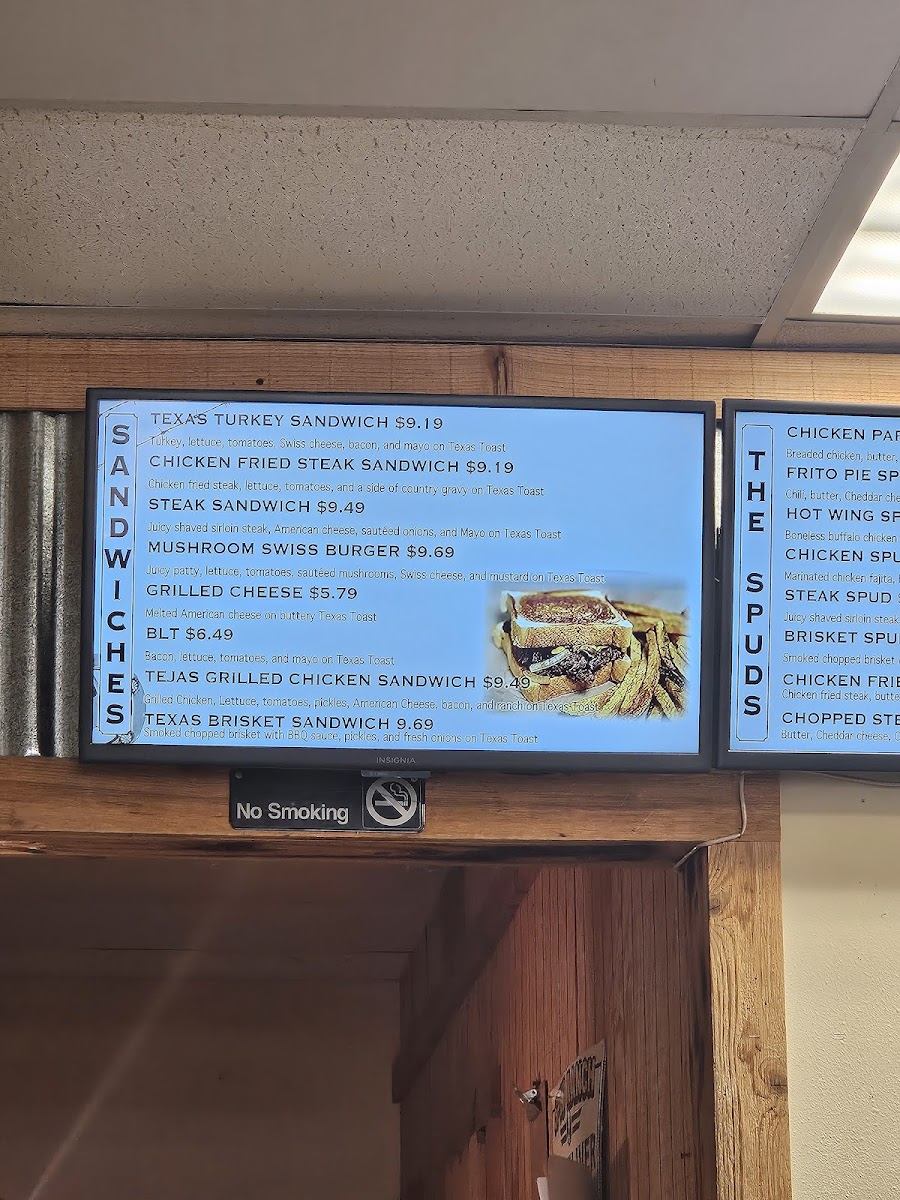 SANDWICHES
TEXAS TURKEY SANDWICH $9.19
Turkey, lettuce, tomatoes, Swiss cheese, bacon, and mayo on Texas Toast
CHICKEN FRIED STEAK SANDWICH $9.19
Chicken fried steak, lettuce, tomatoes, and a side of country gravy on Texas Toast
STEAK SANDWICH $9.49
Juicy shaved sirloin steak, American cheese, sautéed onions, and Mayo on Texas Toast
MUSHROOM SWISS BURGER $9.69
Juicy patty, lettuce, tomatoes, sautéed mushrooms, Swiss cheese, and mustard on Texas Toast
GRILLED CHEESE $5.79
Melted American cheese on buttery Texas Toast
BLT $6.49
Bacon, lettuce, tomatoes, and mayo on Texas Toast
TEJAS GRILLED CHICKEN SANDWICH $9.49
Grilled Chicken, Lettuce, tomatoes, pickles, American Cheese, bacon, and ranch on Texas Toast
TEXAS BRISKET SANDWICH 9.69
Smoked chopped brisket with BBQ sauce, pickles, and fresh onions on Texas Toast
INSIGNIA
No Smoking
THE SPUDS
CHICKEN
Breaded chicken, butter,
FRITO PIE
Chili, butter, Cheddar
HOT WING
Boneless buffalo chicken
CHICKEN
Marinated chicken fajita,
STEAK SPUD
Juicy shaved sirloin steak
BRISKET
Smoked chopped brisket
CHICKEN
Chicken fried steak,
CHOPPED
Butter, Cheddar cheese,